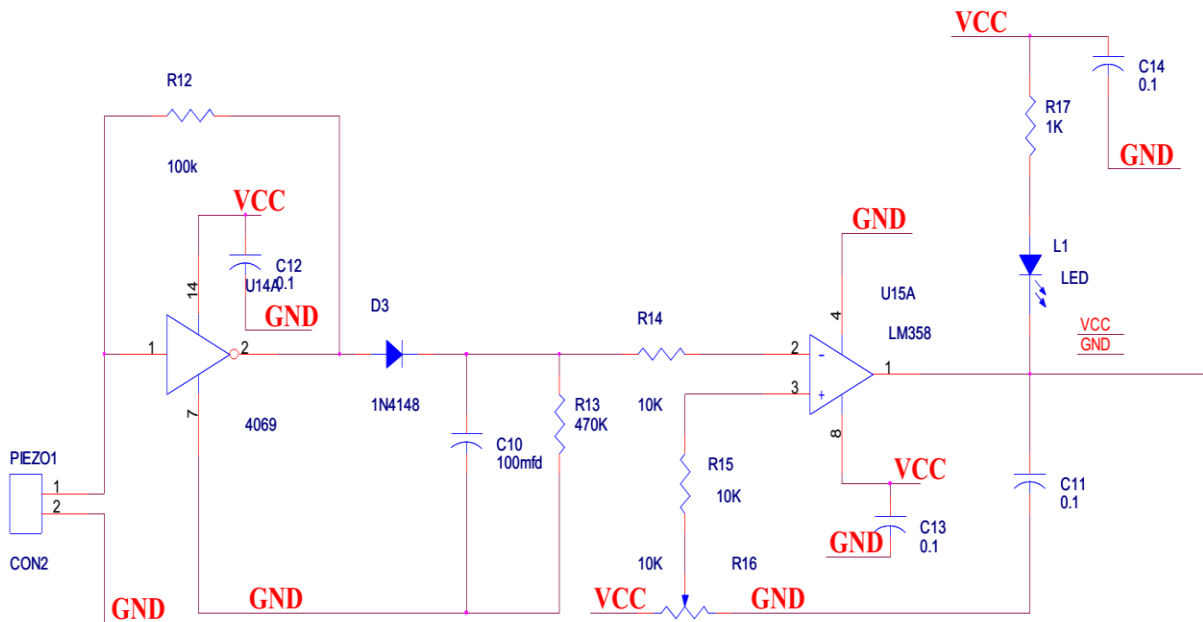 VCC
C14
0.1
R12
R17
1K
GND
100k
VCC
GND
C12
0.1
U14A
14
L1
LED
D3
GND
U15A
4
R14
LM358
VCC
GND
1
2
2
-
1
3
+
1N4148
R13
470K
10K
7
4069
C10
100mfd
8
PIEZO1
R15
10K
VCC
C11
0.1
1
2
C13
0.1
GND
CON2
10K
R16
GND
GND
VCC
GND